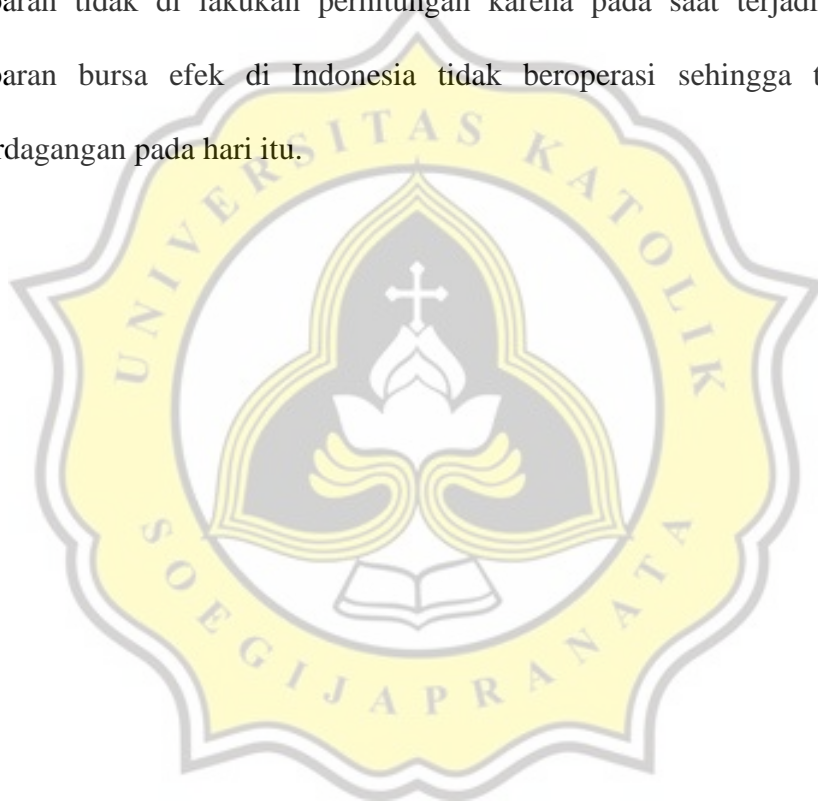 baran tidak di lakukan perhitungan karena pada saat terjadi
baran bursa efek di Indonesia tidak beroperasi sehingga t
rdagangan pada hari itu.
UNIVERSITAS KATOLIK
SOEGIJAPRANATA